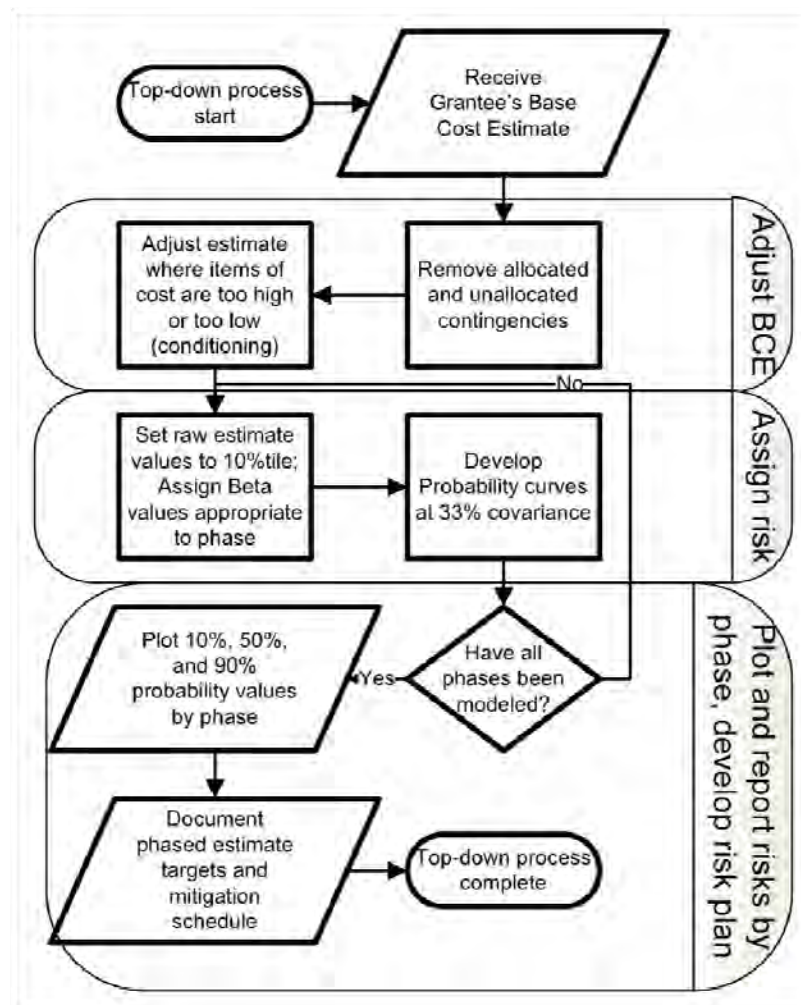 Top-down process
start
Receive
Grantee's Base
Cost Estimate
Adjust BCE
Remove allocated
and unallocated
contingencies
Adjust estimate
where items of
cost are too high
or too low
(conditioning)
No
Assign risk
Set raw estimate
values to 10%tile;
Assign Beta
values appropriate
to phase
Develop
Probability curves
at 33% covariance
Plot and report risks by
phase, develop risk plan
Have all
phases been
modeled?
Yes
Plot 10%, 50%,
and 90%
probability values
by phase
Document
phased estimate
targets and
mitigation
schedule
Top-down process
complete